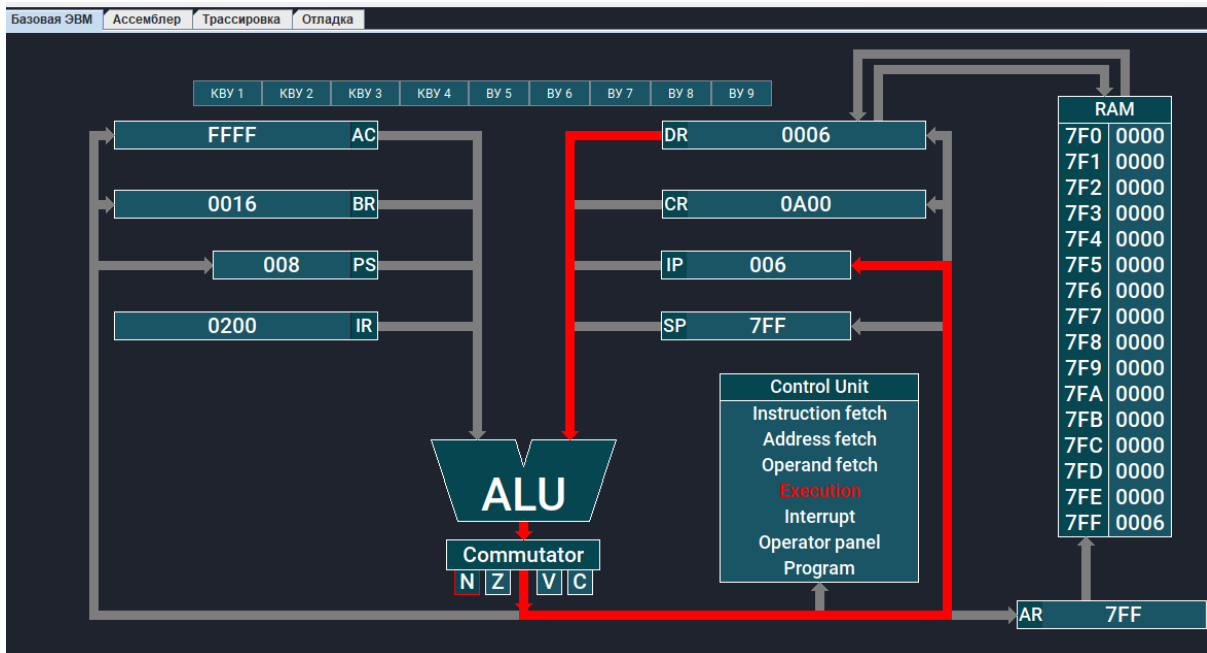 Базовая ЭВМ Ассемблер Трассировка Отладка
КВУ 1 КВУ 2 КВУ 3 КВУ 4 ВУ 5 ВУ 6 ВУ 7 ВУ 8 ВУ 9
FFFF AC
0016 BR
008 PS
0200 IR
DR 0006
CR 0A00
IP 006
SP 7FF
ALU
Commutator
N Z V C
Control Unit
Instruction fetch
Address fetch
Operand fetch
Execution
Interrupt
Operator panel
Program
RAM
7F0 0000
7F1 0000
7F2 0000
7F3 0000
7F4 0000
7F5 0000
7F6 0000
7F7 0000
7F8 0000
7F9 0000
7FA 0000
7FB 0000
7FC 0000
7FD 0000
7FE 0000
7FF 0006
AR 7FF